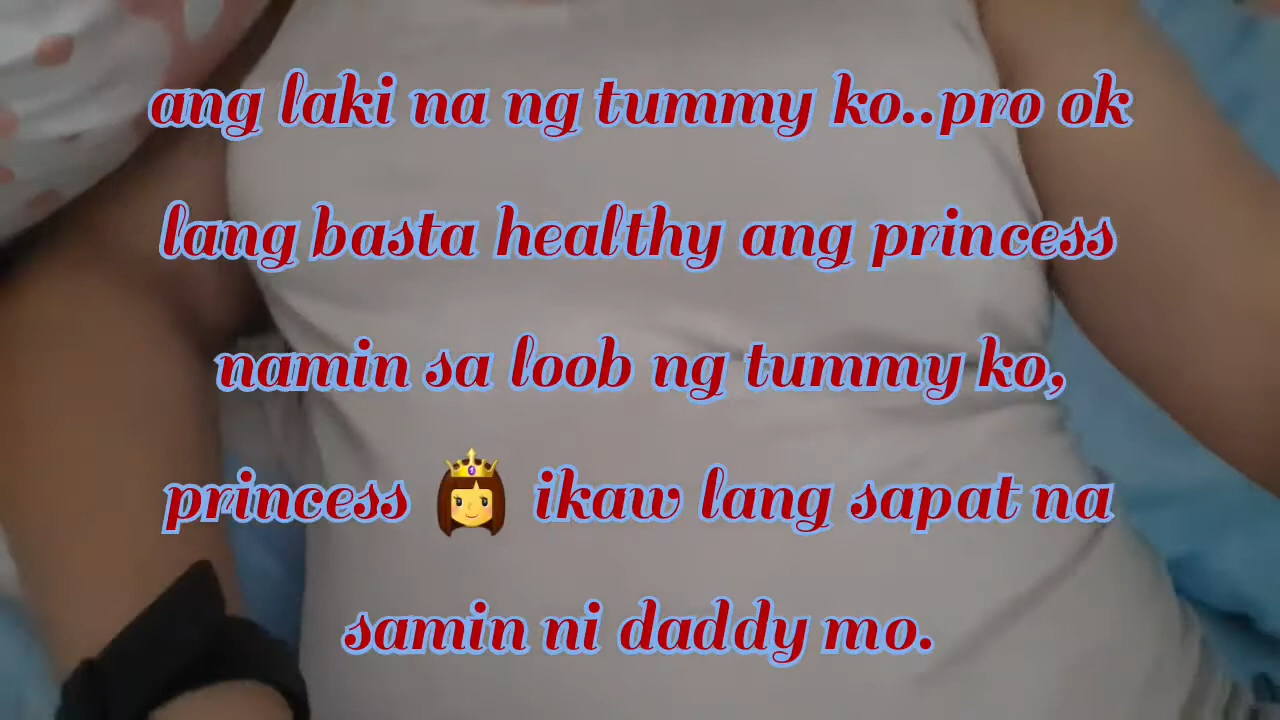 ang laki na ng tummy ko..pro ok
lang basta healthy ang princess
namin sa loob ng tummy ko,
princess 👸 ikaw lang sapat na
samin ni daddy mo.